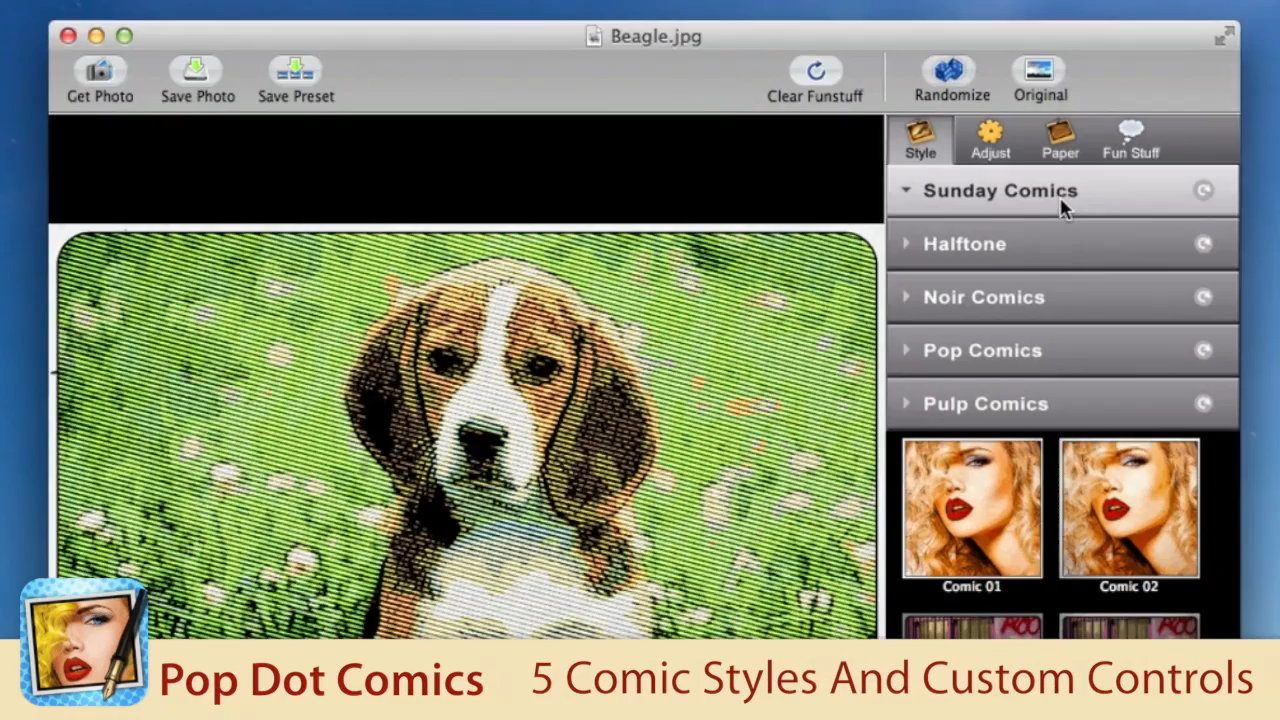 Beagle.jpg
Get Photo Save Photo Save Preset Clear Funstuff Randomize Original
Style Adjust Paper Fun Stuff
Sunday Comics
Halftone
Noir Comics
Pop Comics
Pulp Comics
Comic 01 Comic 02
Pop Dot Comics 5 Comic Styles And Custom Controls